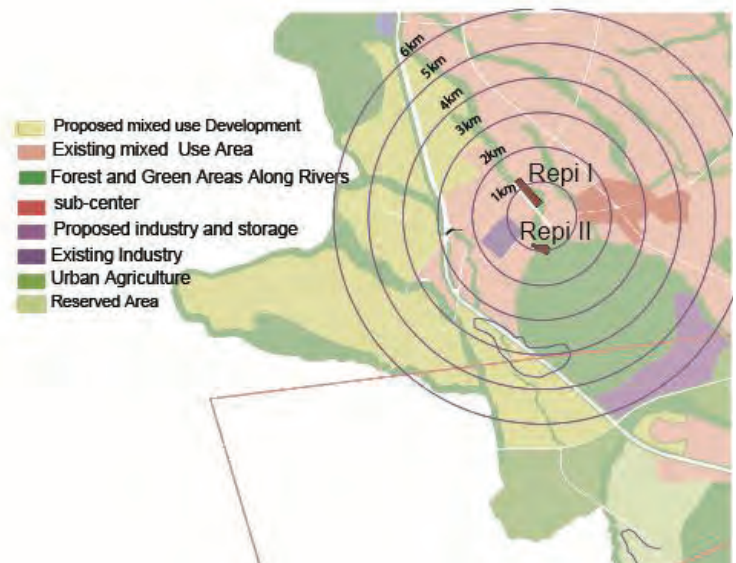 Proposed mixed use Development
Existing mixed Use Area
Forest and Green Areas Along Rivers
sub-center
Proposed industry and storage
Existing Industry
Urban Agriculture
Reserved Area
6km
5km
4km
3km
2km
1km
Repi I
Repi II